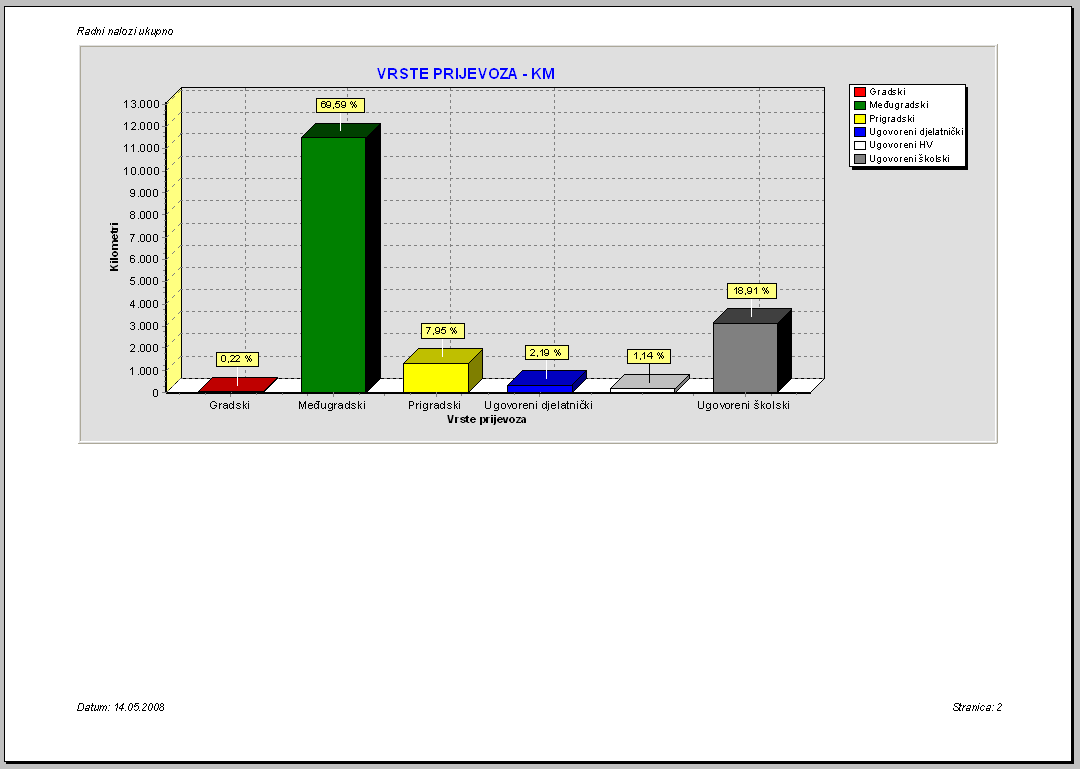 Radni nalozi ukupno
VRSTE PRIJEVOZA - KM
Gradski
Međugradski
Prigradski
Ugovoreni djelatnički
Ugovoreni HV
Ugovoreni školski
Kilometri
13.000
12.000
11.000
10.000
9.000
8.000
7.000
6.000
5.000
4.000
3.000
2.000
1.000
0
0,22 %
69,59 %
7,95 %
2,19 %
1,14 %
18,91 %
Gradski Međugradski Prigradski Ugovoreni djelatnički Ugovoreni školski
Vrste prijevoza
Datum: 14.05.2008 Stranica: 2